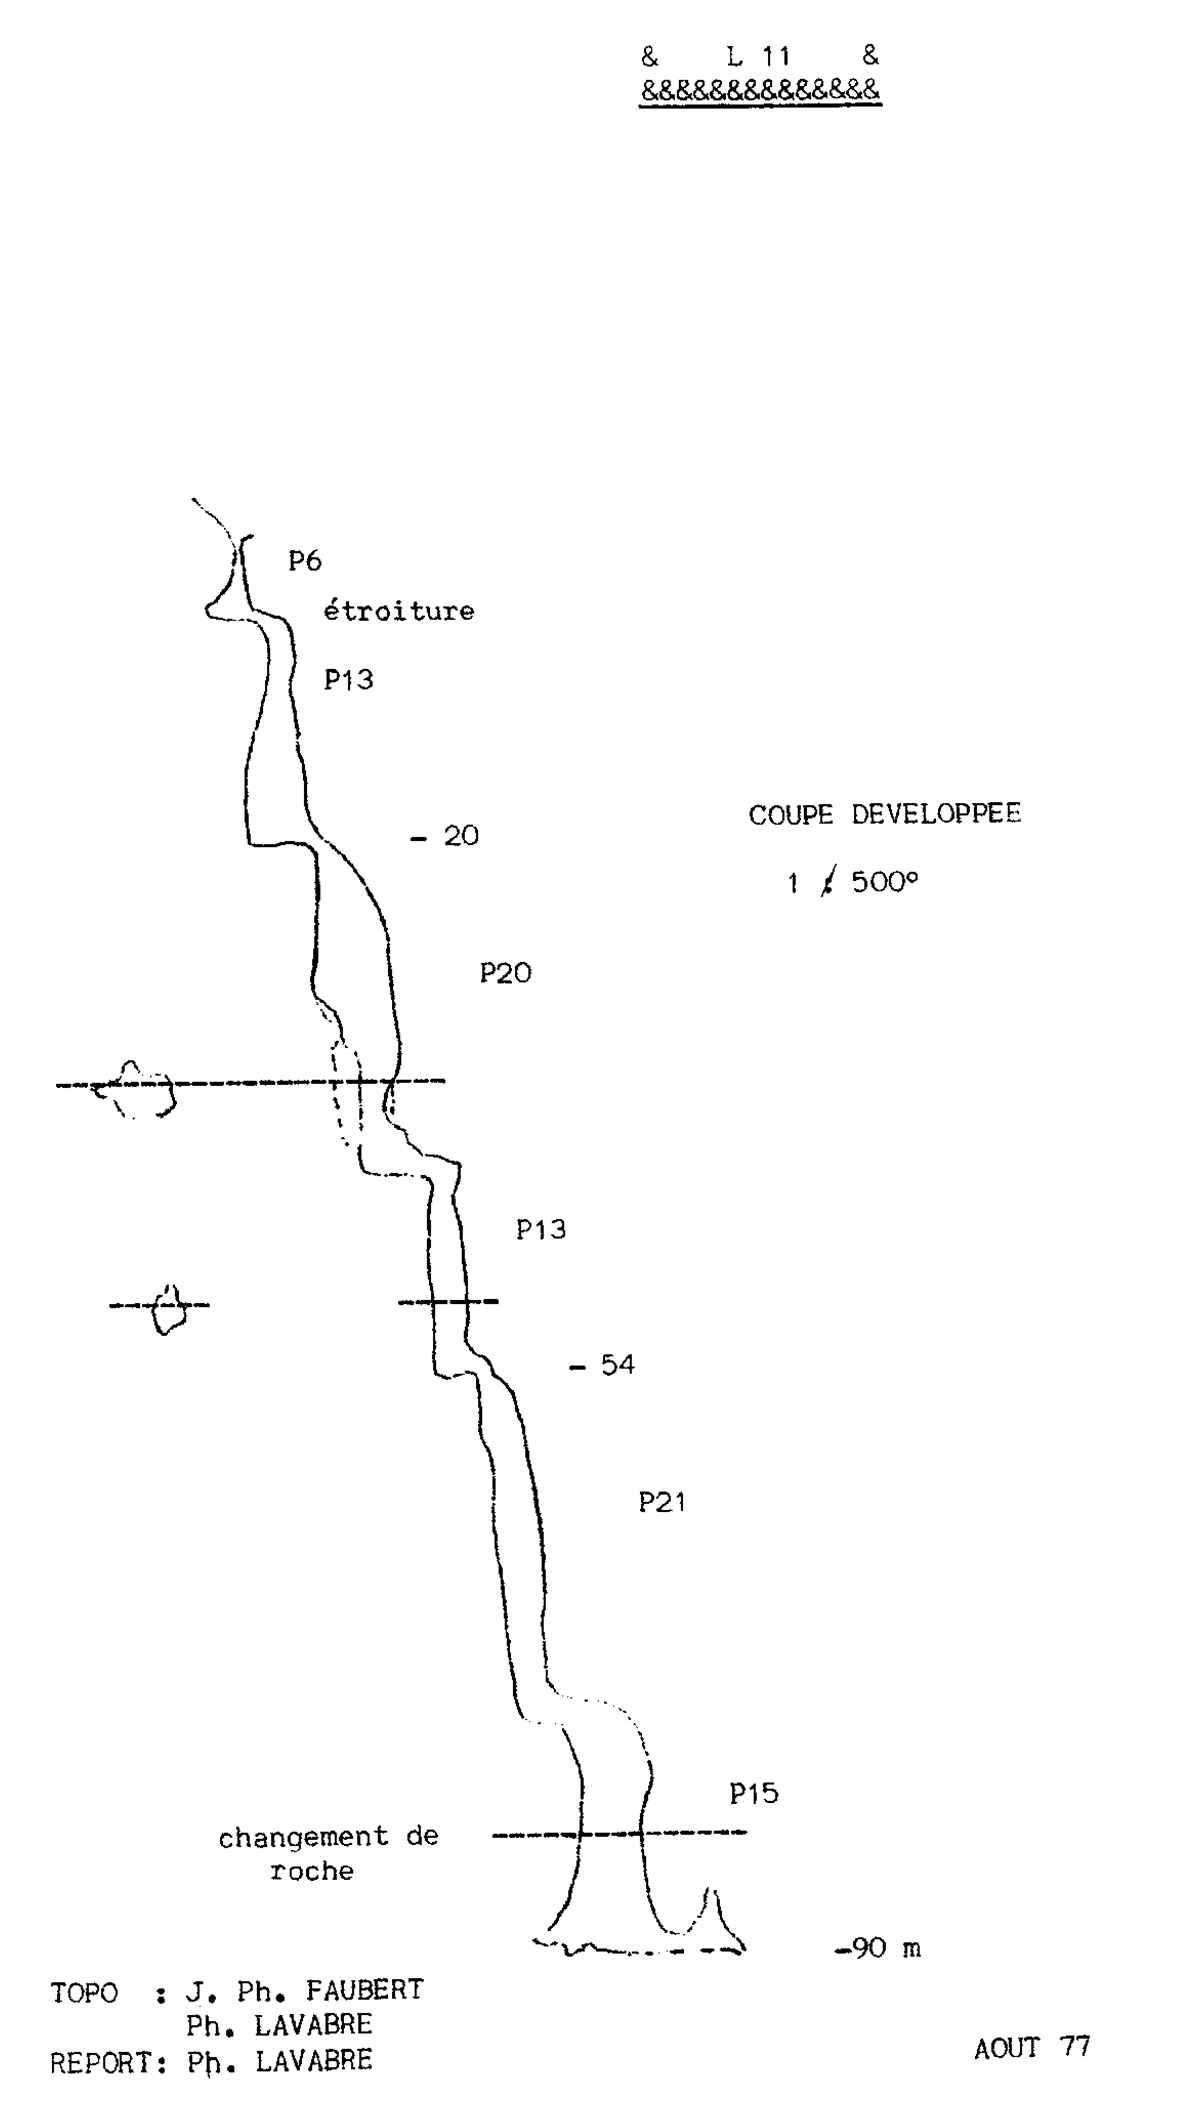 & L 11 &
&&&&&&&&&&&&&&
P6
étroiture
P13
- 20
COUPE DEVELOPPEE
1 / 500°
P20
P13
- 54
P21
P15
changement de
roche
-90 m
TOPO : J. Ph. FAUBERT
Ph. LAVABRE
REPORT: Ph. LAVABRE
AOUT 77